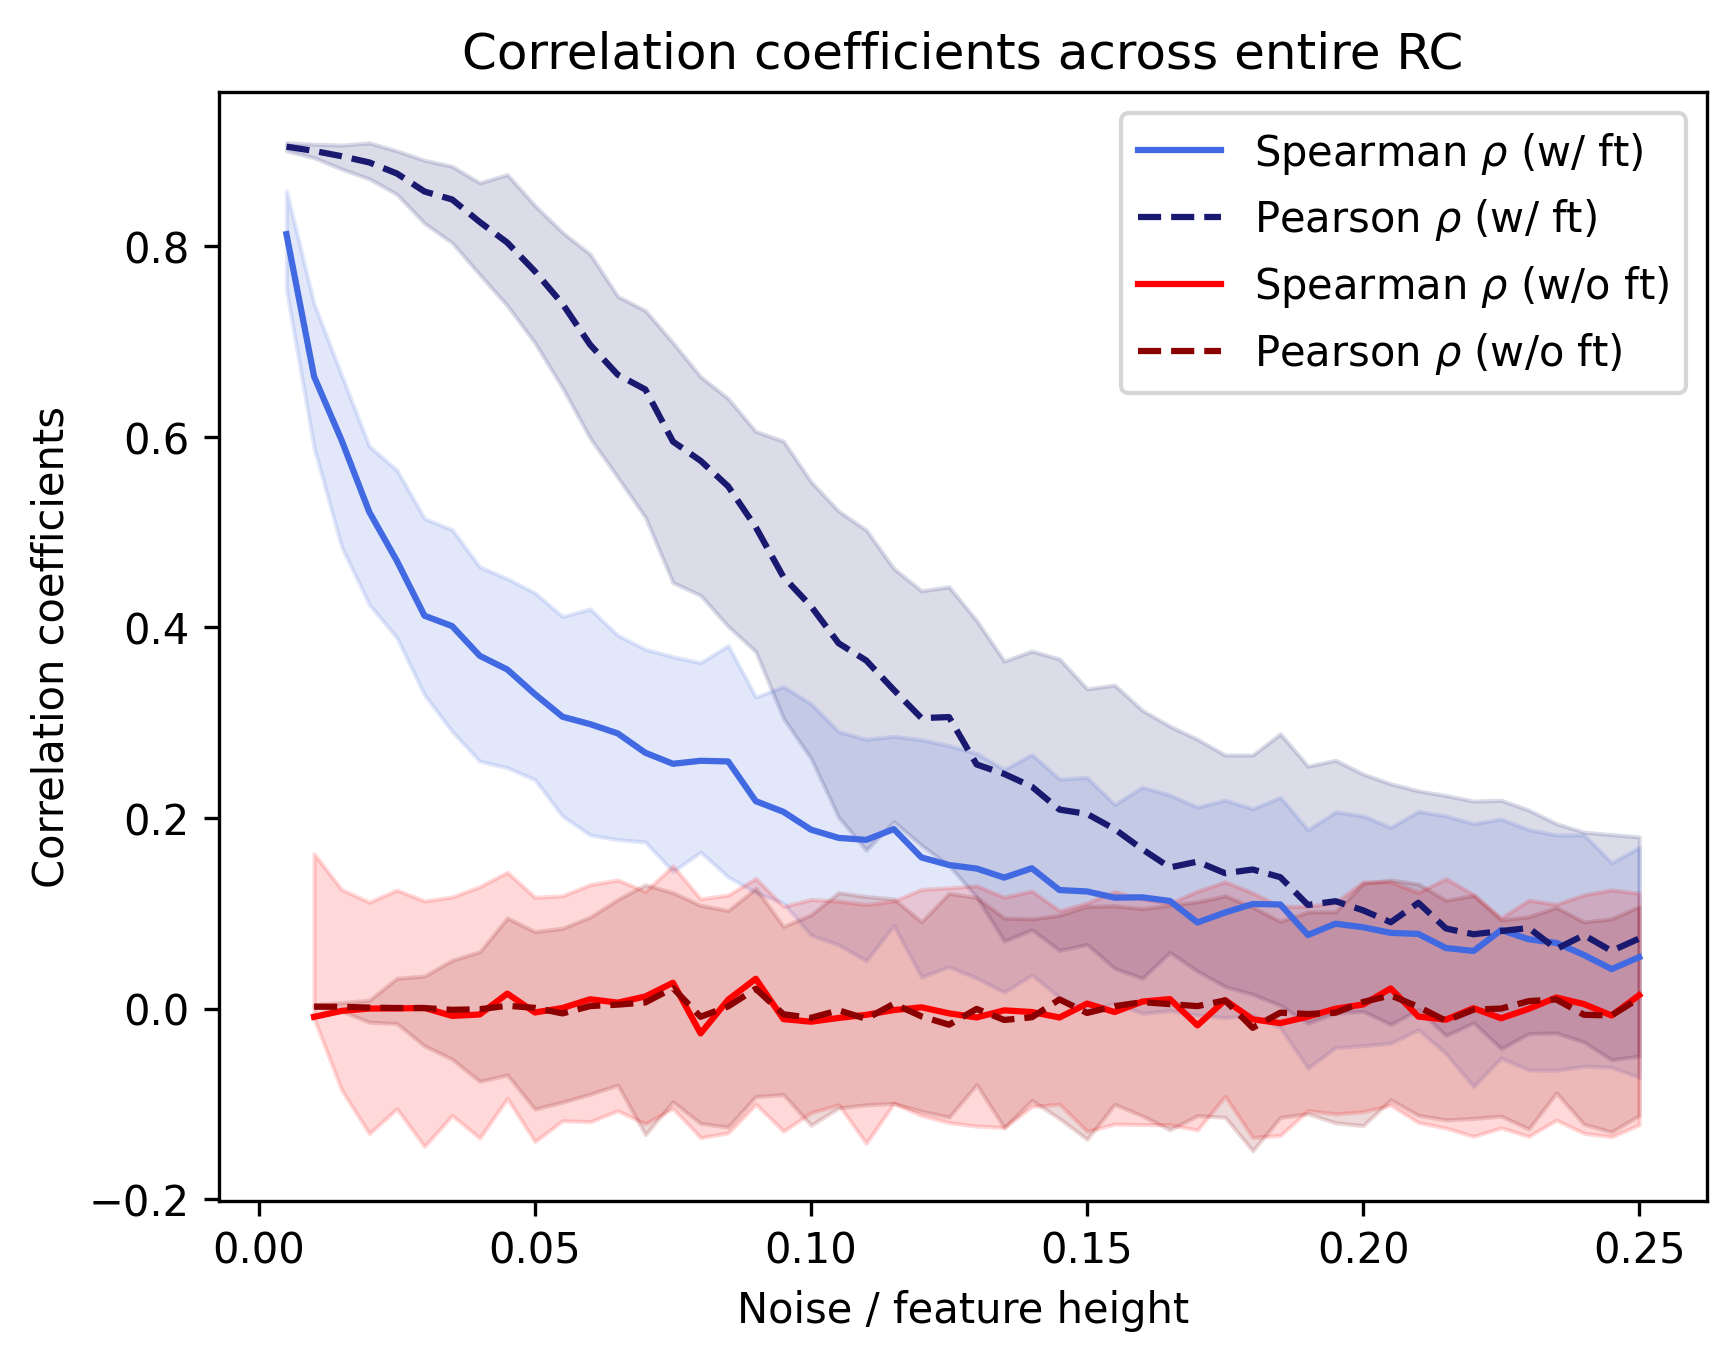 Correlation coefficients across entire RC
Spearman ρ (w/ ft)
Pearson ρ (w/ ft)
Spearman ρ (w/o ft)
Pearson ρ (w/o ft)
Correlation coefficients
0.8
0.6
0.4
0.2
0.0
−0.2
0.00 0.05 0.10 0.15 0.20 0.25
Noise / feature height